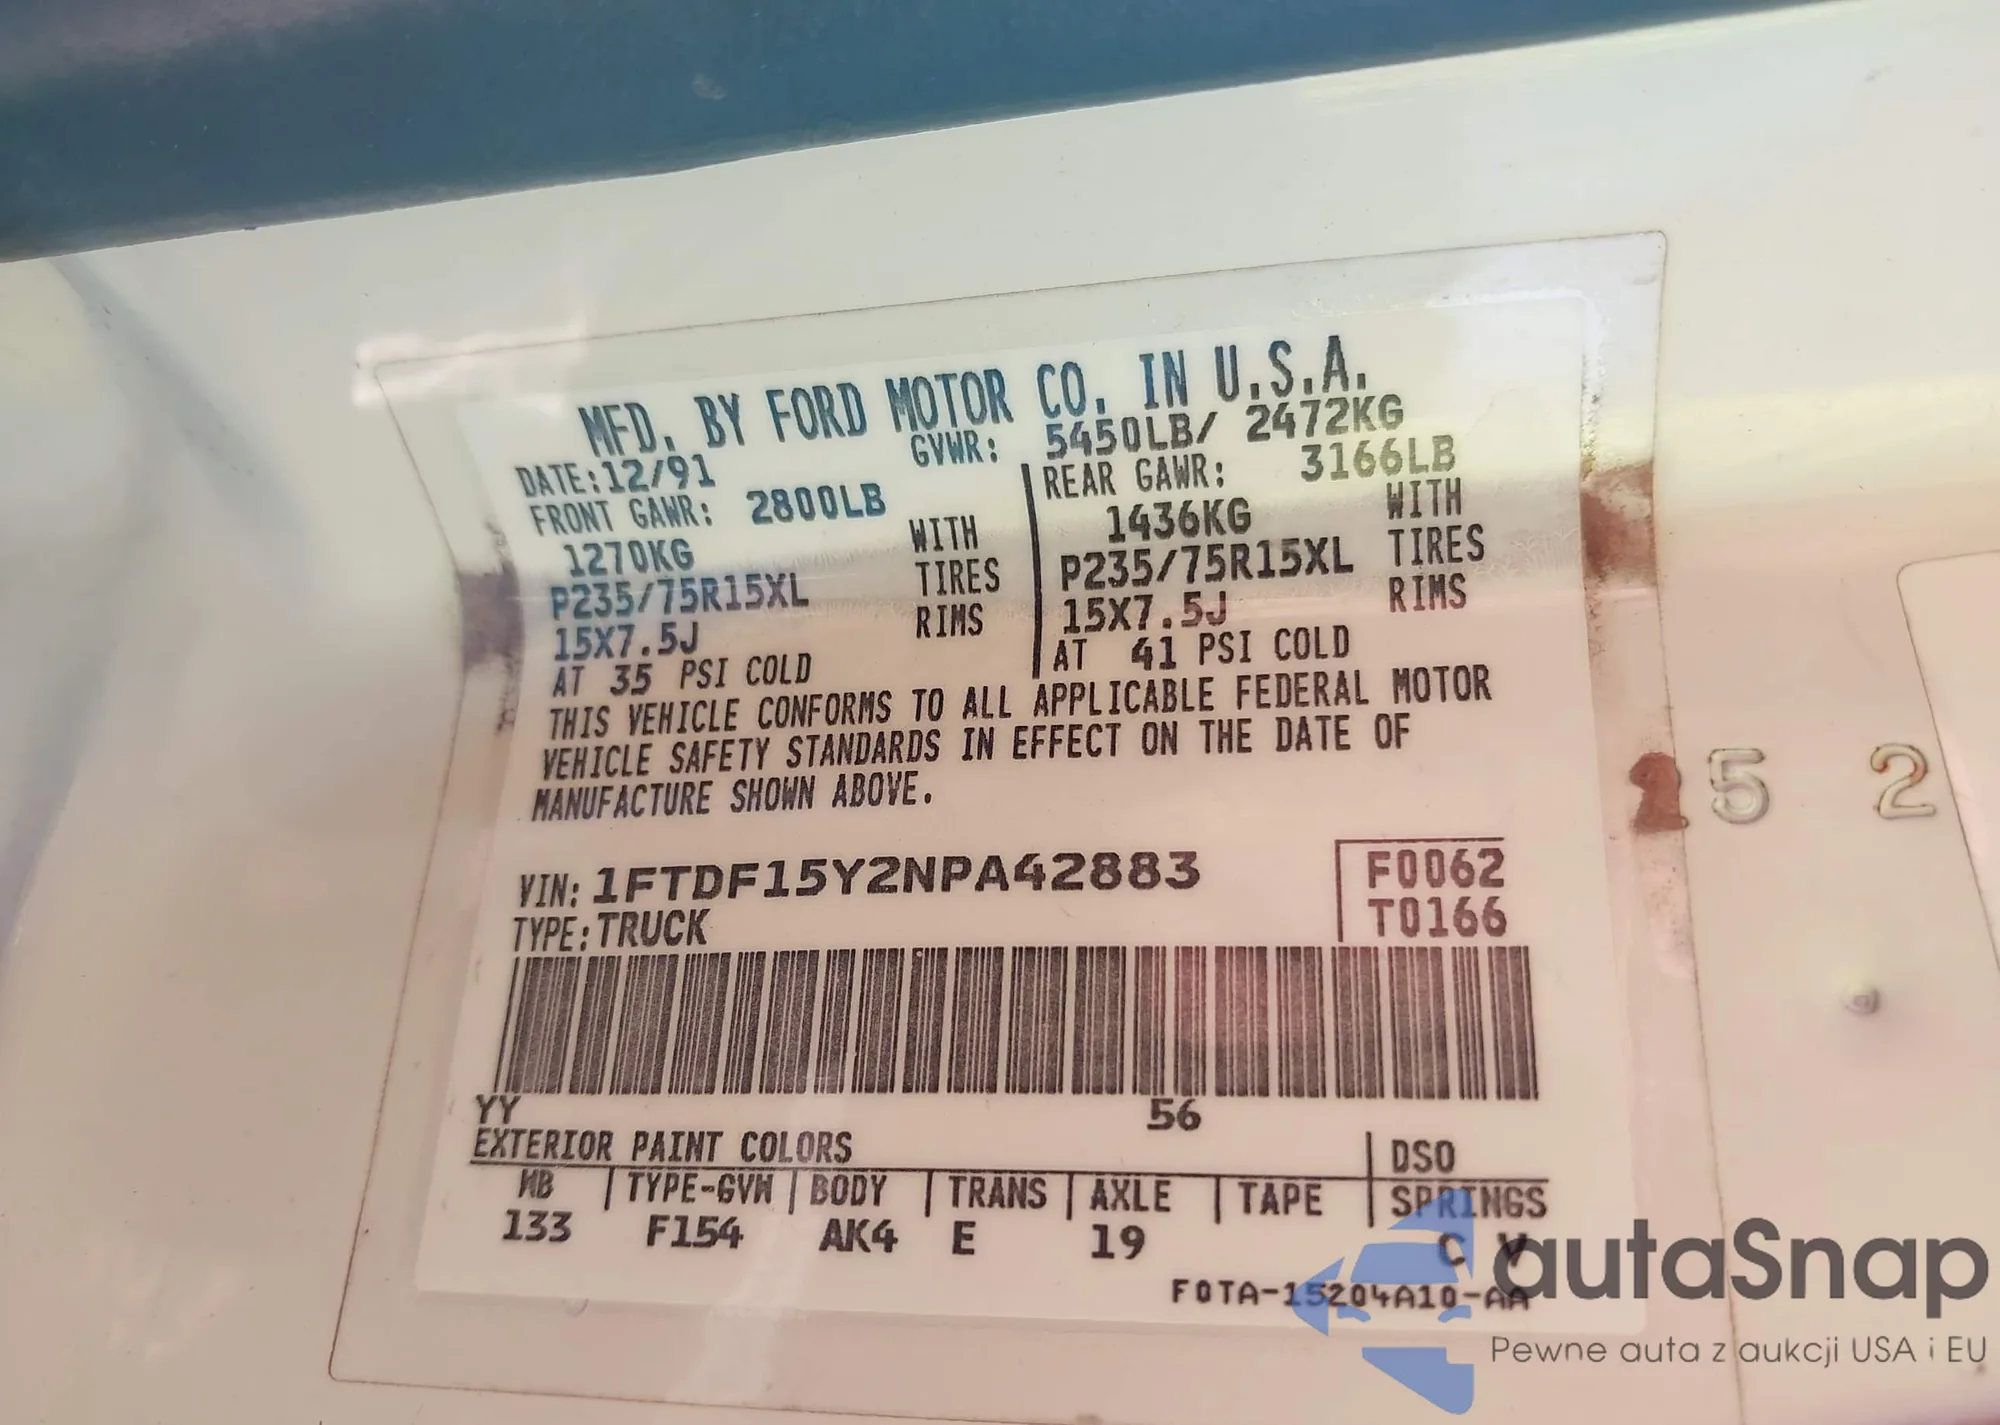 MFD. BY FORD MOTOR CO. IN U.S.A.
DATE:12/91 GVWR: 5450LB/ 2472KG
FRONT GAWR: 2800LB REAR GAWR: 3166LB
1270KG WITH 1436KG WITH
P235/75R15XL TIRES P235/75R15XL TIRES
15X7.5J RIMS 15X7.5J RIMS
AT 35 PSI COLD AT 41 PSI COLD
THIS VEHICLE CONFORMS TO ALL APPLICABLE FEDERAL MOTOR
VEHICLE SAFETY STANDARDS IN EFFECT ON THE DATE OF
MANUFACTURE SHOWN ABOVE.
5 2
VIN: 1FTDF15Y2NPA42883 F0062
TYPE:TRUCK T0166
YY 56
EXTERIOR PAINT COLORS DSO
WB TYPE-GVW BODY TRANS AXLE TAPE SPRINGS
133 F154 AK4 E 19 C V
F0TA-15204A10-AA
autaSnap
Pewne auta z aukcji USA i EU